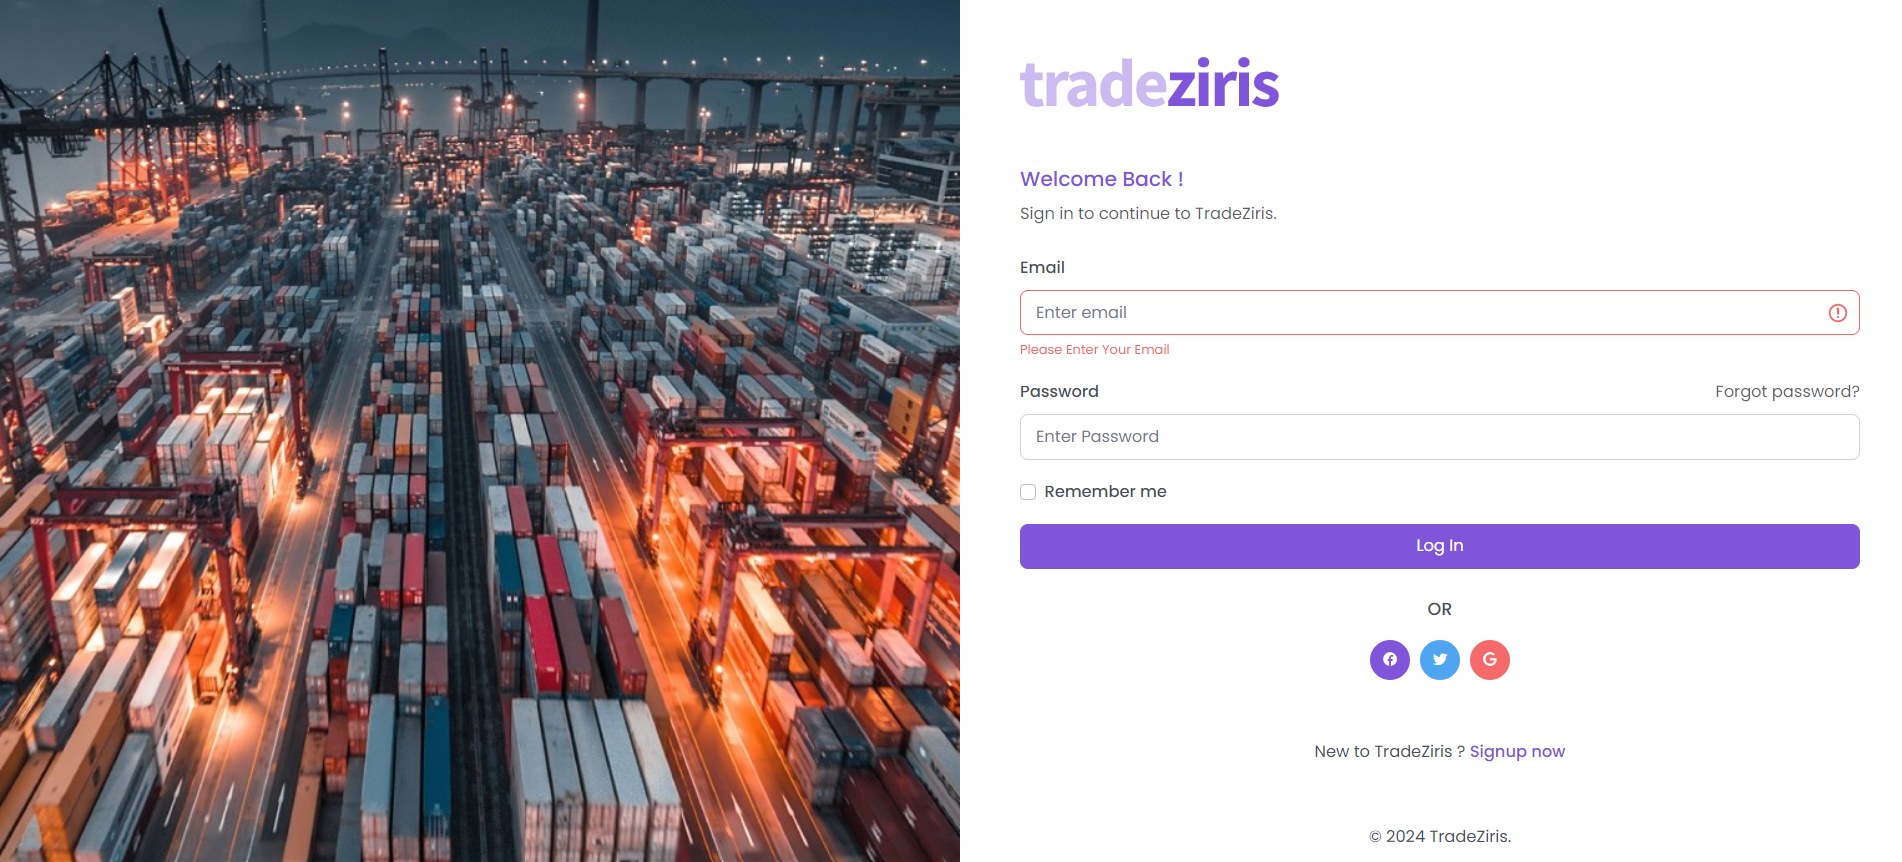 tradeziris
Welcome Back !
Sign in to continue to TradeZiris.
Email
Enter email
Please Enter Your Email
Password Forgot password?
Enter Password
Remember me
Log In
OR
New to TradeZiris ? Signup now
© 2024 TradeZiris.